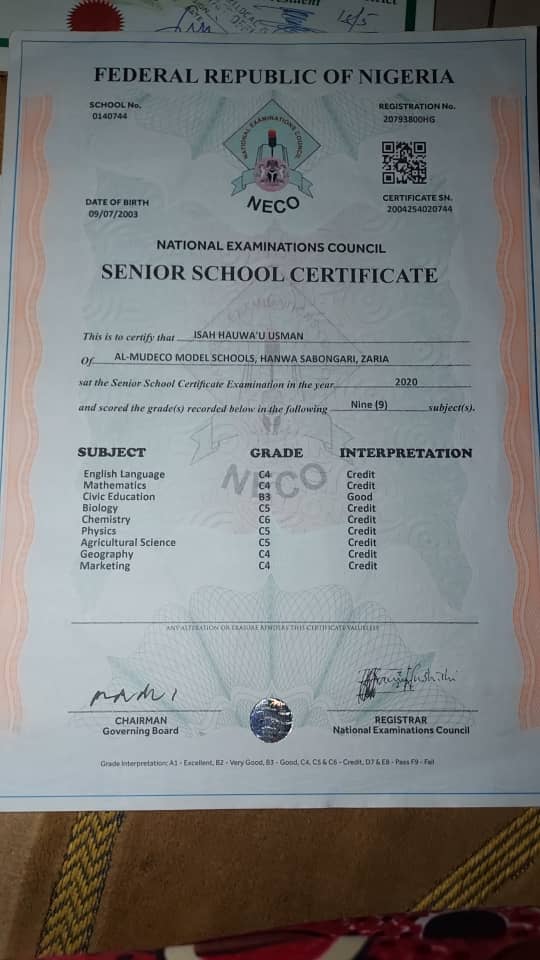 FEDERAL REPUBLIC OF NIGERIA
SCHOOL No.
0140744
REGISTRATION No.
20793800HG
NATIONAL EXAMINATIONS COUNCIL
NECO
DATE OF BIRTH
09/07/2003
CERTIFICATE SN.
2004254020744
NATIONAL EXAMINATIONS COUNCIL
SENIOR SCHOOL CERTIFICATE
This is to certify that ISAH HAUWA'U USMAN
Of AL-MUDECO MODEL SCHOOLS, HANWA SABONGARI, ZARIA
sat the Senior School Certificate Examination in the year 2020
and scored the grade(s) recorded below in the following Nine (9) subject(s).
SUBJECT GRADE INTERPRETATION
English Language C4 Credit
Mathematics C4 Credit
Civic Education B3 Good
Biology C5 Credit
Chemistry C6 Credit
Physics C5 Credit
Agricultural Science C5 Credit
Geography C4 Credit
Marketing C4 Credit
NECO
ANY ALTERATION OR ERASURE RENDERS THIS CERTIFICATE VALUELESS
CHAIRMAN
Governing Board
REGISTRAR
National Examinations Council
Grade Interpretation: A1 - Excellent, B2 - Very Good, B3 - Good, C4, C5 & C6 - Credit, D7 & E8 - Pass F9 - Fail